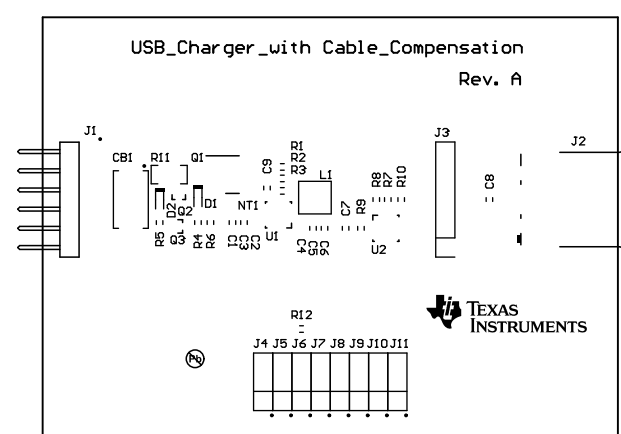 USB_Charger_with Cable_Compensation
Rev. A
J1
J3
J2
CB1
R11
Q1
C9
R1
R2
R3
L1
R8
R7
R10
C8
D2
Q2
D1
NT1
U1
C7
R9
U2
R5
Q3
R4
R6
C1
C3
C2
C4
C5
C6
TEXAS
INSTRUMENTS
R12
Pb
J4 J5 J6 J7 J8 J9 J10 J11